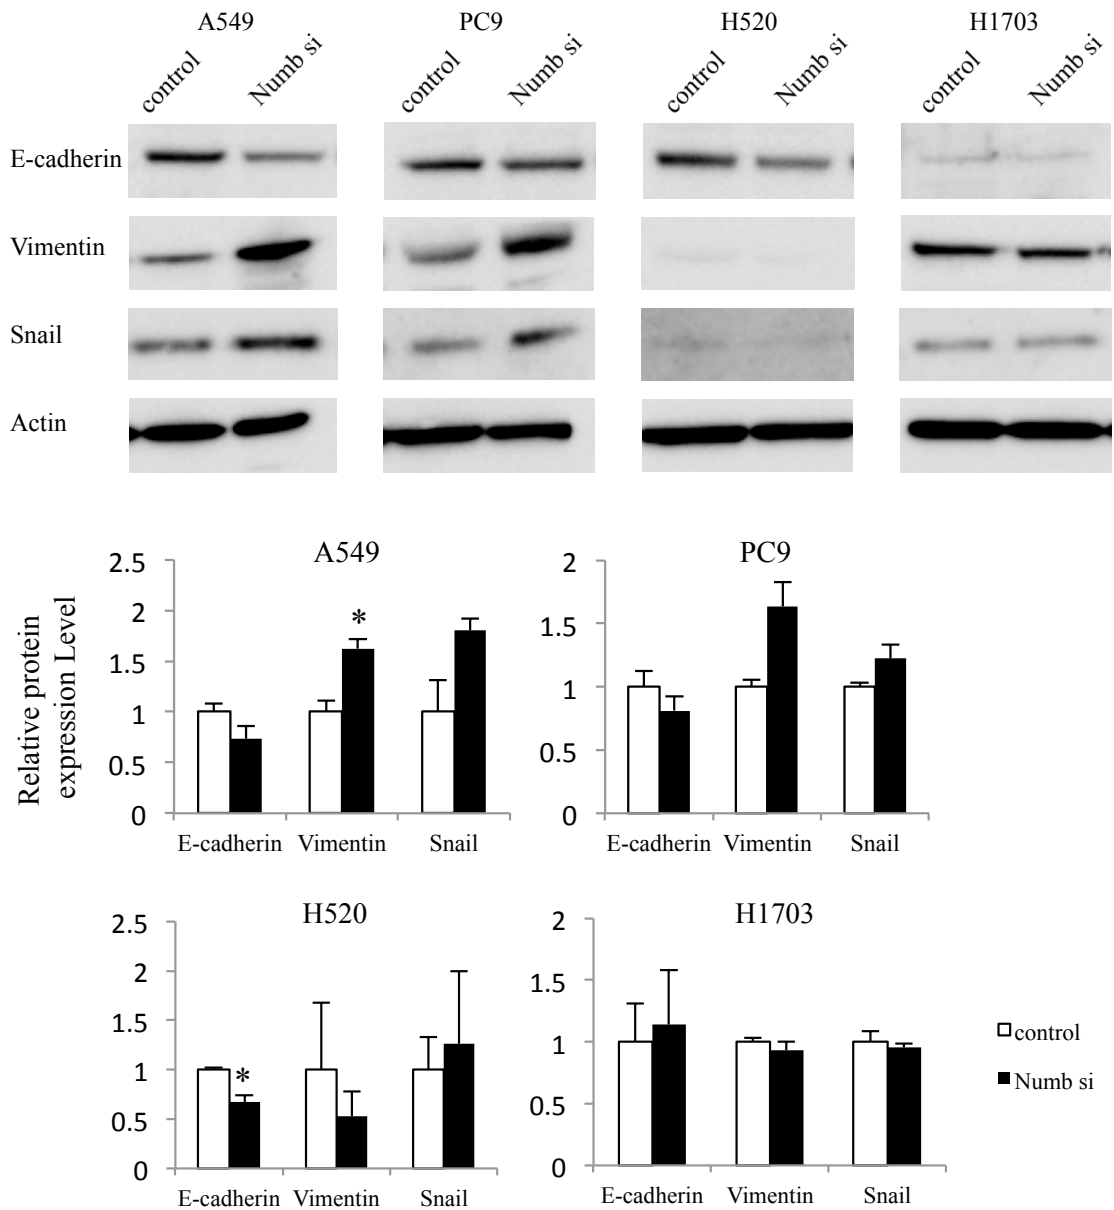 A549 PC9 H520 H1703
control Numb si control Numb si control Numb si control Numb si
E-cadherin
Vimentin
Snail
Actin
Relative protein
expression Level
A549
2.5
2
1.5
1
0.5
0
*
E-cadherin Vimentin Snail
PC9
2
1.5
1
0.5
0
E-cadherin Vimentin Snail
H520
2.5
2
1.5
1
0.5
0
*
E-cadherin Vimentin Snail
H1703
2
1.5
1
0.5
0
E-cadherin Vimentin Snail
control
Numb si